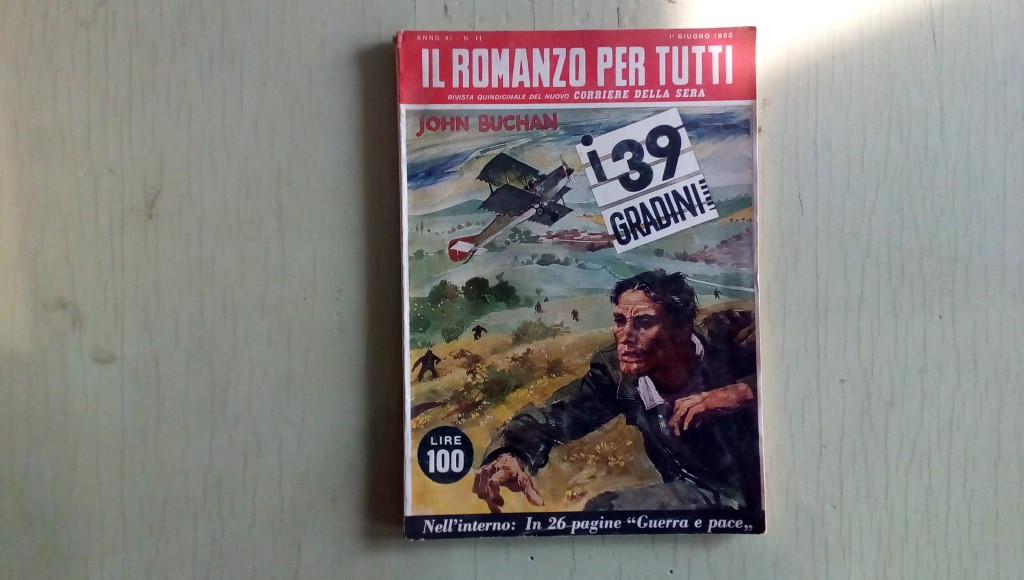 ANNO XI - N. 11
1° GIUGNO 1955
IL ROMANZO PER TUTTI
RIVISTA QUINDICINALE DEL NUOVO CORRIERE DELLA SERA
JOHN BUCHAN
i 39
GRADINI
LIRE
100
Nell'interno: In 26 pagine “Guerra e pace„